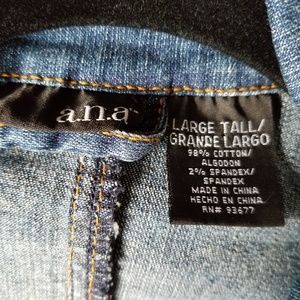 a.n.a
LARGE TALL/
GRANDE LARGO
98% COTTON/
ALGODON
2% SPANDEX/
SPANDEX
MADE IN CHINA
HECHO EN CHINA
RN# 93677